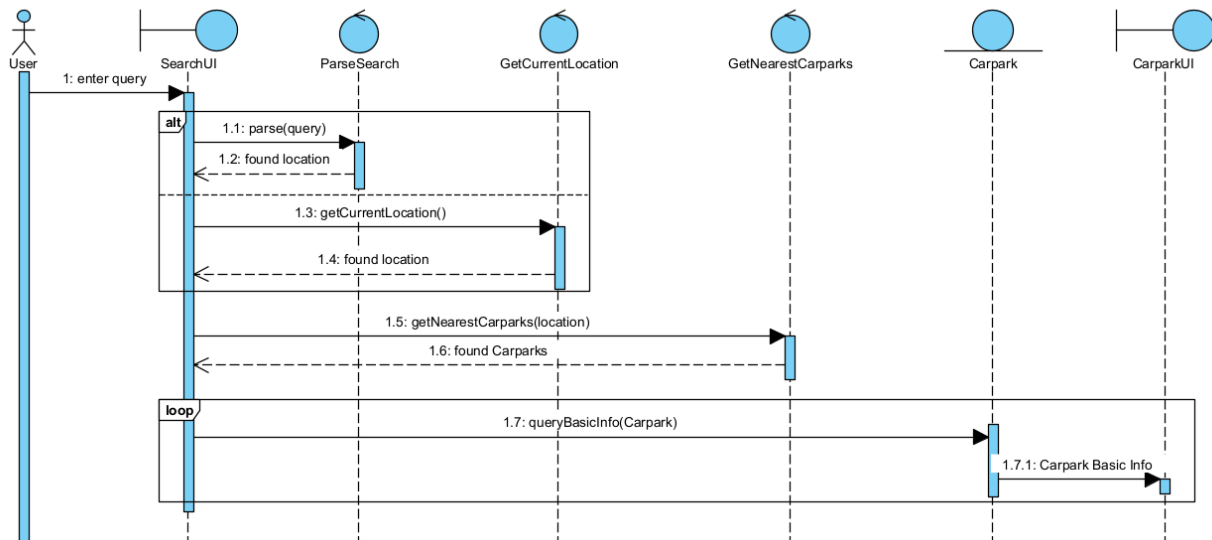 User
SearchUI
ParseSearch
GetCurrentLocation
GetNearestCarparks
Carpark
CarparkUI
1: enter query
alt
1.1: parse(query)
1.2: found location
1.3: getCurrentLocation()
1.4: found location
1.5: getNearestCarparks(location)
1.6: found Carparks
loop
1.7: queryBasicInfo(Carpark)
1.7.1: Carpark Basic Info